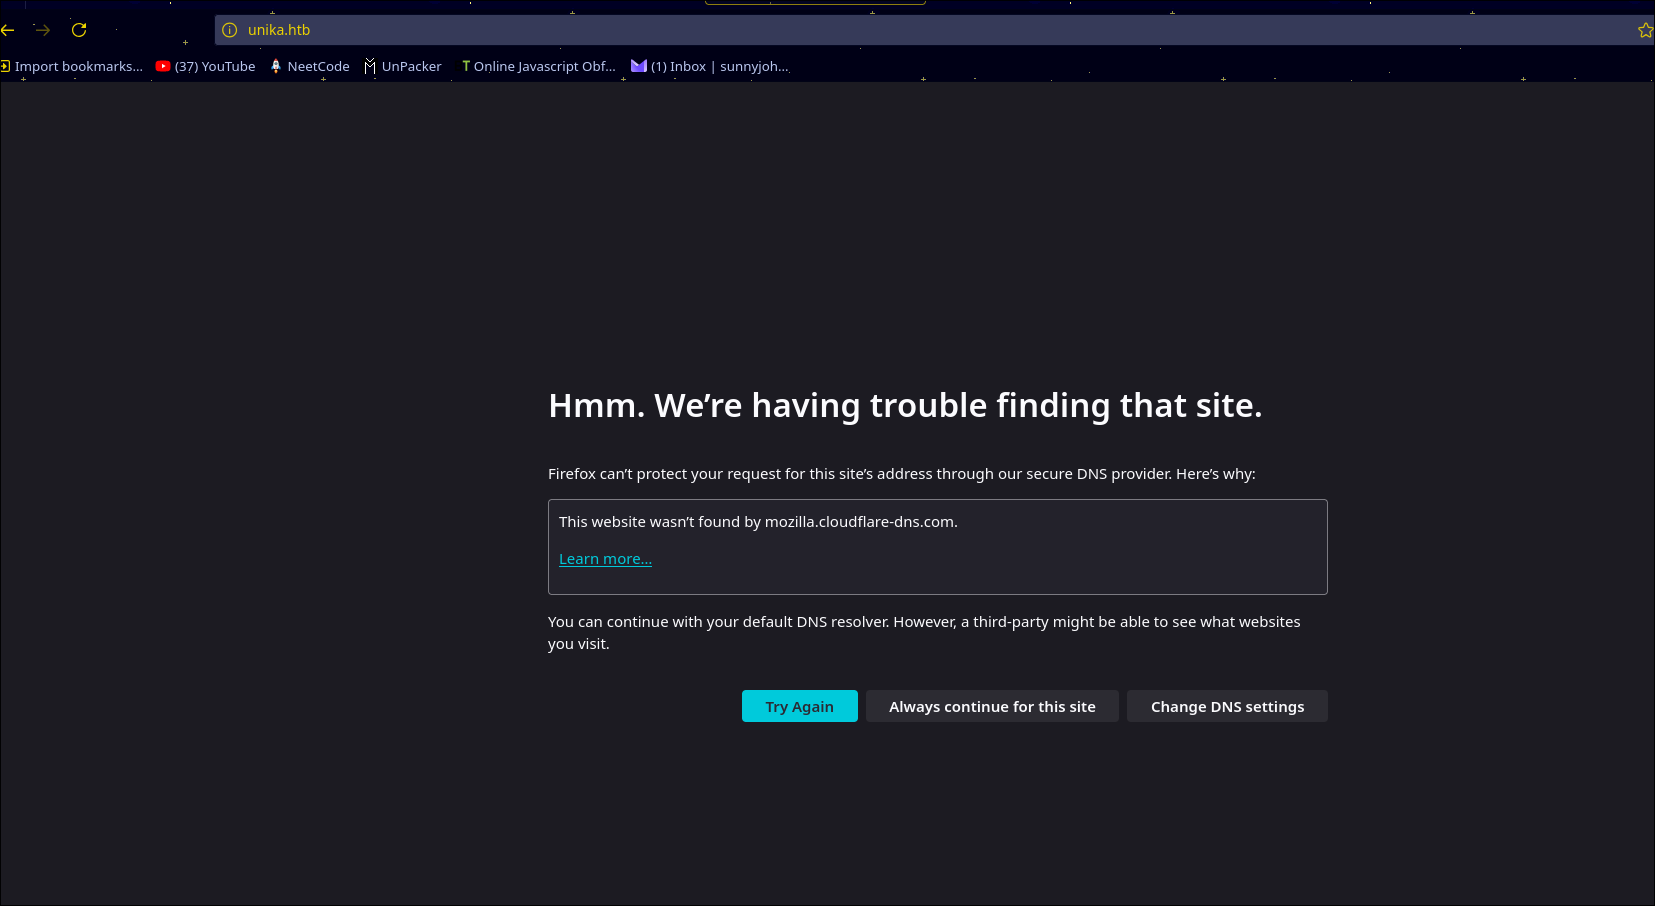 unika.htb
Import bookmarks... (37) YouTube NeetCode UnPacker Online Javascript Obf... (1) Inbox | sunnyjoh...
Hmm. We’re having trouble finding that site.
Firefox can’t protect your request for this site’s address through our secure DNS provider. Here’s why:
This website wasn’t found by mozilla.cloudflare-dns.com.
Learn more...
You can continue with your default DNS resolver. However, a third-party might be able to see what websites
you visit.
Try Again Always continue for this site Change DNS settings